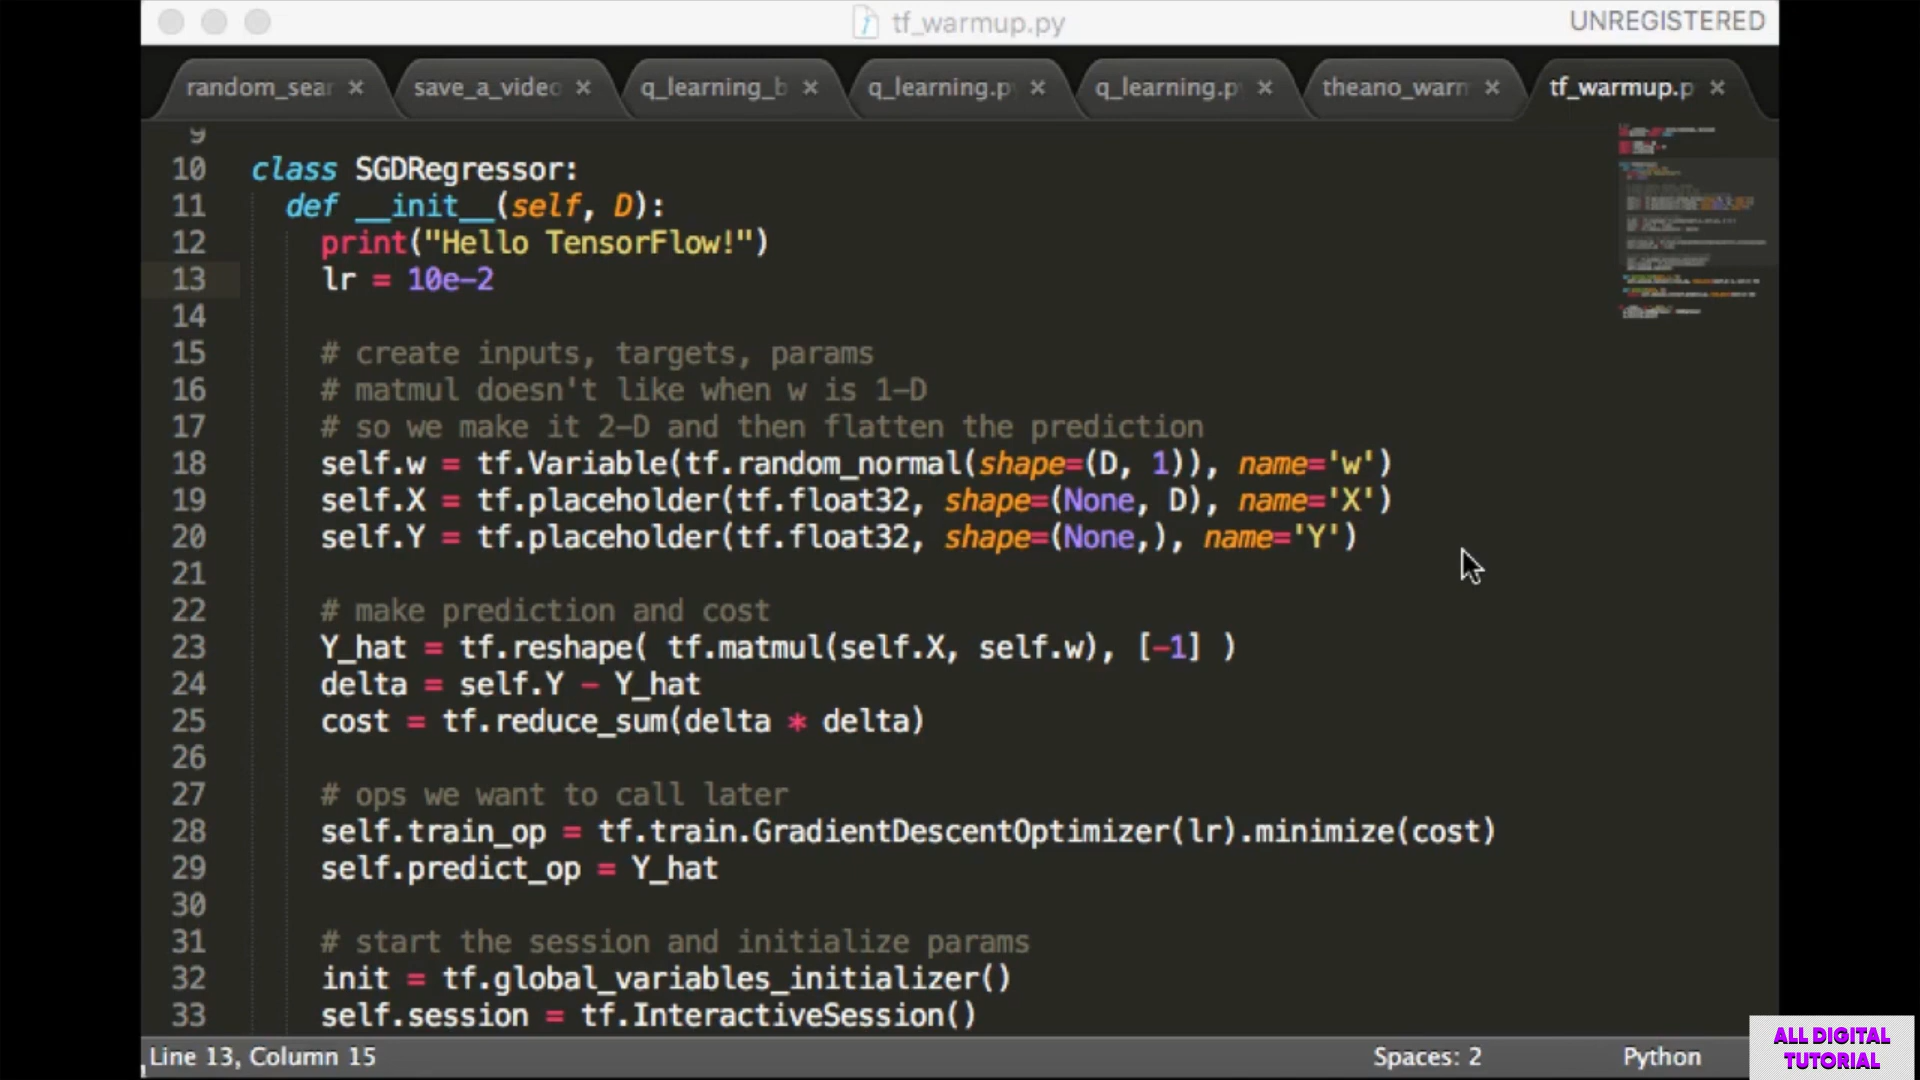 tf_warmup.py
UNREGISTERED
random_sear × save_a_video × q_learning_b × q_learning.p × q_learning.p × theano_warm × tf_warmup.p ×
9
10 class SGDRegressor:
11 def __init__(self, D):
12 print("Hello TensorFlow!")
13 lr = 10e-2
14
15 # create inputs, targets, params
16 # matmul doesn't like when w is 1-D
17 # so we make it 2-D and then flatten the prediction
18 self.w = tf.Variable(tf.random_normal(shape=(D, 1)), name='w')
19 self.X = tf.placeholder(tf.float32, shape=(None, D), name='X')
20 self.Y = tf.placeholder(tf.float32, shape=(None,), name='Y')
21
22 # make prediction and cost
23 Y_hat = tf.reshape( tf.matmul(self.X, self.w), [-1] )
24 delta = self.Y - Y_hat
25 cost = tf.reduce_sum(delta * delta)
26
27 # ops we want to call later
28 self.train_op = tf.train.GradientDescentOptimizer(lr).minimize(cost)
29 self.predict_op = Y_hat
30
31 # start the session and initialize params
32 init = tf.global_variables_initializer()
33 self.session = tf.InteractiveSession()
Line 13, Column 15
Spaces: 2
Python
ALL DIGITAL
TUTORIAL